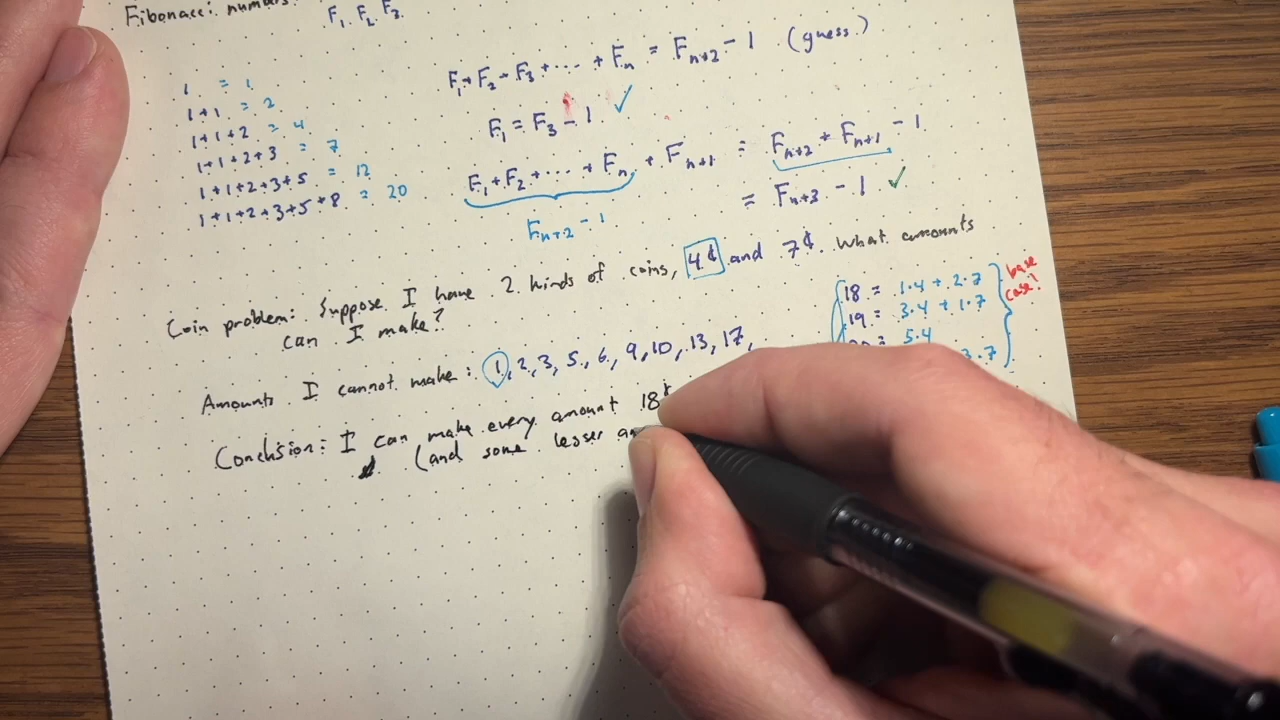 Fibonacci numbers:
F₁, F₂, F₃
1 = 1
1+1 = 2
1+1+2 = 4
1+1+2+3 = 7
1+1+2+3+5 = 12
1+1+2+3+5+8 = 20
F₁+F₂+F₃+⋯+Fₙ = Fₙ₊₂ - 1 (guess)
F₁ = F₃ - 1 ✓
F₁+F₂+⋯+Fₙ + Fₙ₊₁ = Fₙ₊₂ + Fₙ₊₁ - 1
Fₙ₊₂ - 1
= Fₙ₊₃ - 1 ✓
Coin problem: Suppose I have 2 kinds of coins, 4¢ and 7¢. What amounts
can I make?
18 = 1·4 + 2·7
19 = 3·4 + 1·7
20 = 5·4
3·7
base
case?
Amounts I cannot make: 1, 2, 3, 5, 6, 9, 10, 13, 17,
Conclusion: I can make every amount 18¢
(and some lesser